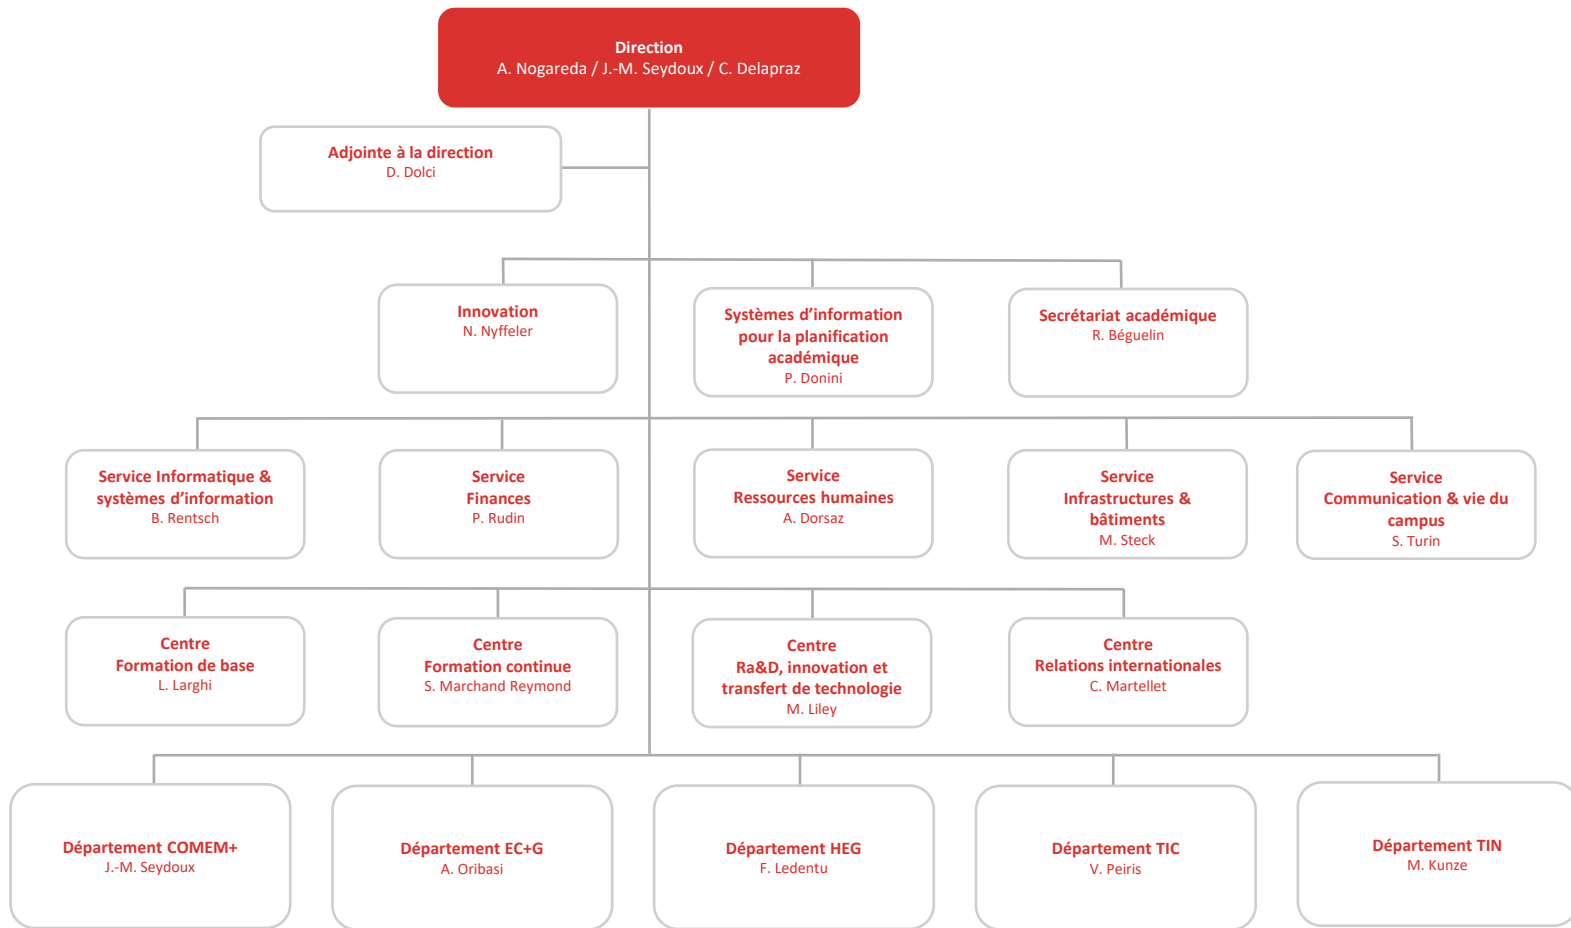 Direction
A. Nogareda / J.-M. Seydoux / C. Delapraz
Adjointe à la direction
D. Dolci
Innovation
N. Nyffeler
Systèmes d’information
pour la planification
académique
P. Donini
Secrétariat académique
R. Béguelin
Service Informatique &
systèmes d’information
B. Rentsch
Service
Finances
P. Rudin
Service
Ressources humaines
A. Dorsaz
Service
Infrastructures &
bâtiments
M. Steck
Service
Communication & vie du
campus
S. Turin
Centre
Formation de base
L. Larghi
Centre
Formation continue
S. Marchand Reymond
Centre
Ra&D, innovation et
transfert de technologie
M. Liley
Centre
Relations internationales
C. Martellet
Département COMEM+
J.-M. Seydoux
Département EC+G
A. Oribasi
Département HEG
F. Ledentu
Département TIC
V. Peiris
Département TIN
M. Kunze